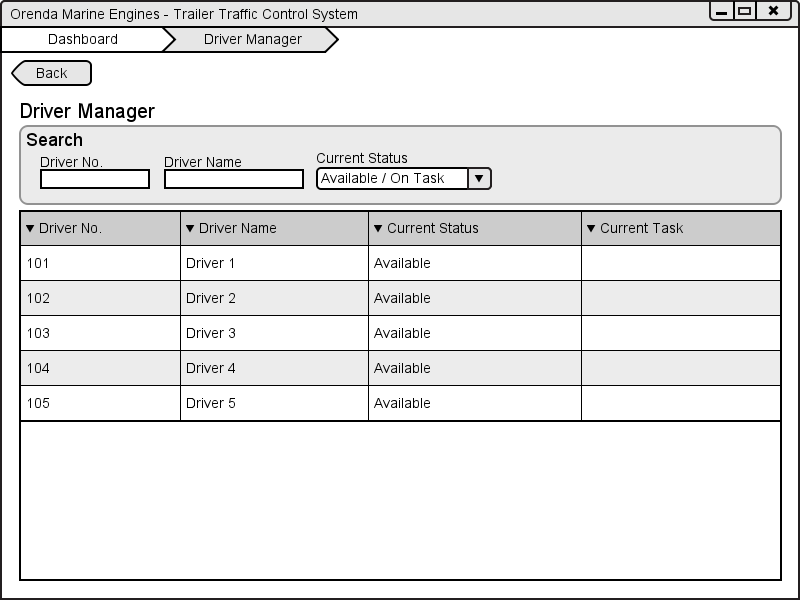 Orenda Marine Engines - Trailer Traffic Control System
Dashboard Driver Manager
Back
Driver Manager
Search
Driver No. Driver Name Current Status
Available / On Task
Driver No. Driver Name Current Status Current Task
101 Driver 1 Available
102 Driver 2 Available
103 Driver 3 Available
104 Driver 4 Available
105 Driver 5 Available